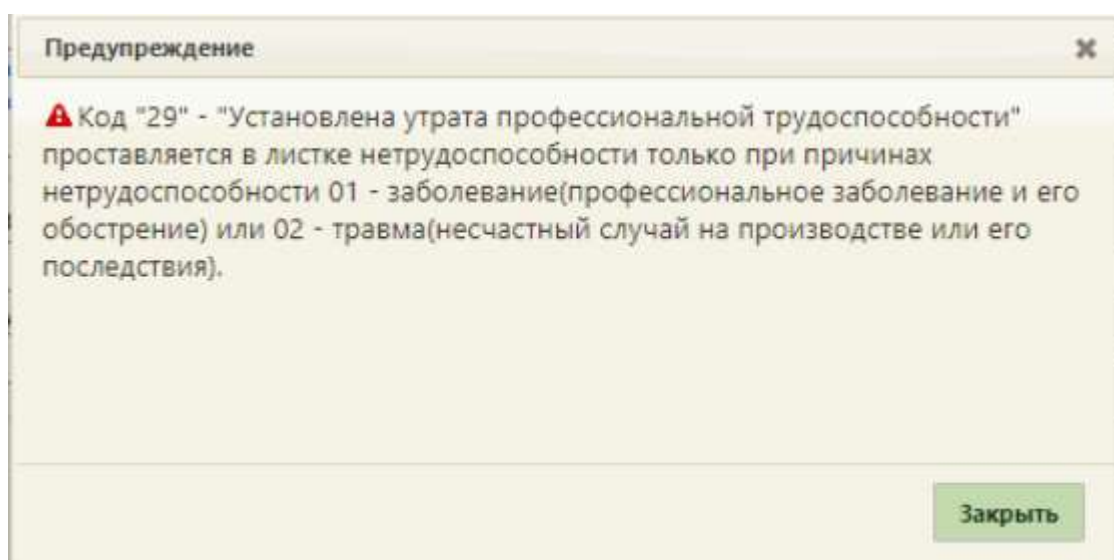 Предупреждение
Код "29" - "Установлена утрата профессиональной трудоспособности"
проставляется в листке нетрудоспособности только при причинах
нетрудоспособности 01 - заболевание(профессиональное заболевание и его
обострение) или 02 - травма(несчастный случай на производстве или его
последствия).
Закрыть